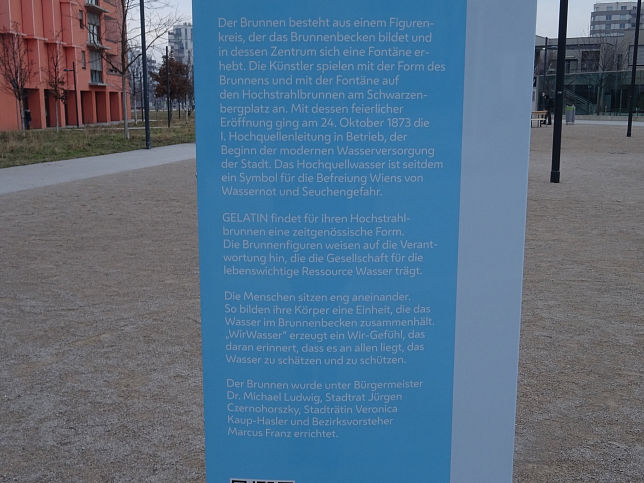 Der Brunnen besteht aus einem Figuren-
kreis, der das Brunnenbecken bildet und
in dessen Zentrum sich eine Fontäne er-
hebt. Die Künstler spielen mit der Form des
Brunnens und mit der Fontäne auf
den Hochstrahlbrunnen am Schwarzen-
bergplatz an. Mit dessen feierlicher
Eröffnung ging am 24. Oktober 1873 die
I. Hochquellenleitung in Betrieb, der
Beginn der modernen Wasserversorgung
der Stadt. Das Hochquellwasser ist seitdem
ein Symbol für die Befreiung Wiens von
Wassernot und Seuchengefahr.
GELATIN findet für ihren Hochstrahl-
brunnen eine zeitgenössische Form.
Die Brunnenfiguren weisen auf die Verant-
wortung hin, die die Gesellschaft für die
lebenswichtige Ressource Wasser trägt.
Die Menschen sitzen eng aneinander.
So bilden ihre Körper eine Einheit, die das
Wasser im Brunnenbecken zusammenhält.
„WirWasser" erzeugt ein Wir-Gefühl, das
daran erinnert, dass es an allen liegt, das
Wasser zu schätzen und zu schützen.
Der Brunnen wurde unter Bürgermeister
Dr. Michael Ludwig, Stadtrat Jürgen
Czernohorszky, Stadträtin Veronica
Kaup-Hasler und Bezirksvorsteher
Marcus Franz errichtet.